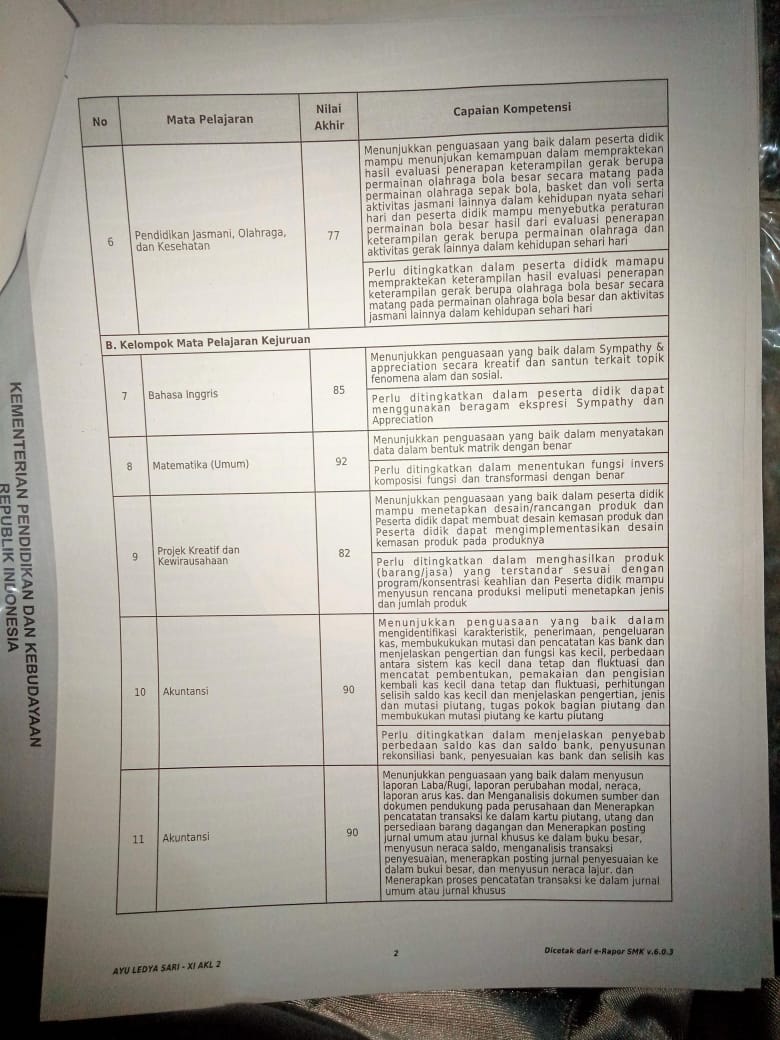 No
Mata Pelajaran
Nilai
Akhir
Capaian Kompetensi
6
Pendidikan Jasmani, Olahraga,
dan Kesehatan
77
Menunjukkan penguasaan yang baik dalam peserta didik
mampu menunjukan kemampuan dalam mempraktekan
hasil evaluasi penerapan keterampilan gerak berupa
permainan olahraga bola besar secara matang pada
permainan olahraga sepak bola, basket dan voli serta
aktivitas jasmani lainnya dalam kehidupan nyata sehari
hari dan peserta didik mampu menyebutka peraturan
permainan bola besar hasil dari evaluasi penerapan
keterampilan gerak berupa permainan olahraga dan
aktivitas gerak lainnya dalam kehidupan sehari hari
Perlu ditingkatkan dalam peserta dididk mamapu
mempraktekan keterampilan hasil evaluasi penerapan
keterampilan gerak berupa olahraga bola besar secara
matang pada permainan olahraga bola besar dan aktivitas
jasmani lainnya dalam kehidupan sehari hari
B. Kelompok Mata Pelajaran Kejuruan
7
Bahasa Inggris
85
Menunjukkan penguasaan yang baik dalam Sympathy &
appreciation secara kreatif dan santun terkait topik
fenomena alam dan sosial.
Perlu ditingkatkan dalam peserta didik dapat
menggunakan beragam ekspresi Sympathy dan
Appreciation
8
Matematika (Umum)
92
Menunjukkan penguasaan yang baik dalam menyatakan
data dalam bentuk matrik dengan benar
Perlu ditingkatkan dalam menentukan fungsi invers
komposisi fungsi dan transformasi dengan benar
9
Projek Kreatif dan
Kewirausahaan
82
Menunjukkan penguasaan yang baik dalam peserta didik
mampu menetapkan desain/rancangan produk dan
Peserta didik dapat membuat desain kemasan produk dan
Peserta didik dapat mengimplementasikan desain
kemasan produk pada produknya
Perlu ditingkatkan dalam menghasilkan produk
(barang/jasa) yang terstandar sesuai dengan
program/konsentrasi keahlian dan Peserta didik mampu
menyusun rencana produksi meliputi menetapkan jenis
dan jumlah produk
10
Akuntansi
90
Menunjukkan penguasaan yang baik dalam
mengidentifikasi karakteristik, penerimaan, pengeluaran
kas, membukukukan mutasi dan pencatatan kas bank dan
menjelaskan pengertian dan fungsi kas kecil, perbedaan
antara sistem kas kecil dana tetap dan fluktuasi dan
mencatat pembentukan, pemakaian dan pengisian
kembali kas kecil dana tetap dan fluktuasi, perhitungan
selisih saldo kas kecil dan menjelaskan pengertian, jenis
dan mutasi piutang, tugas pokok bagian piutang dan
membukukan mutasi piutang ke kartu piutang
Perlu ditingkatkan dalam menjelaskan penyebab
perbedaan saldo kas dan saldo bank, penyusunan
rekonsiliasi bank, penyesuaian kas bank dan selisih kas
11
Akuntansi
90
Menunjukkan penguasaan yang baik dalam menyusun
laporan Laba/Rugi, laporan perubahan modal, neraca,
laporan arus kas. dan Menganalisis dokumen sumber dan
dokumen pendukung pada perusahaan dan Menerapkan
pencatatan transaksi ke dalam kartu piutang, utang dan
persediaan barang dagangan dan Menerapkan posting
jurnal umum atau jurnal khusus ke dalam buku besar,
menyusun neraca saldo, menganalisis transaksi
penyesuaian, menerapkan posting jurnal penyesuaian ke
dalam bukui besar, dan menyusun neraca lajur. dan
Menerapkan proses pencatatan transaksi ke dalam jurnal
umum atau jurnal khusus
AYU LEDYA SARI - XI AKL 2
2
Dicetak dari e-Rapor SMK v.6.0.3
KEMENTERIAN PENDIDIKAN DAN KEBUDAYAAN
REPUBLIK INDONESIA